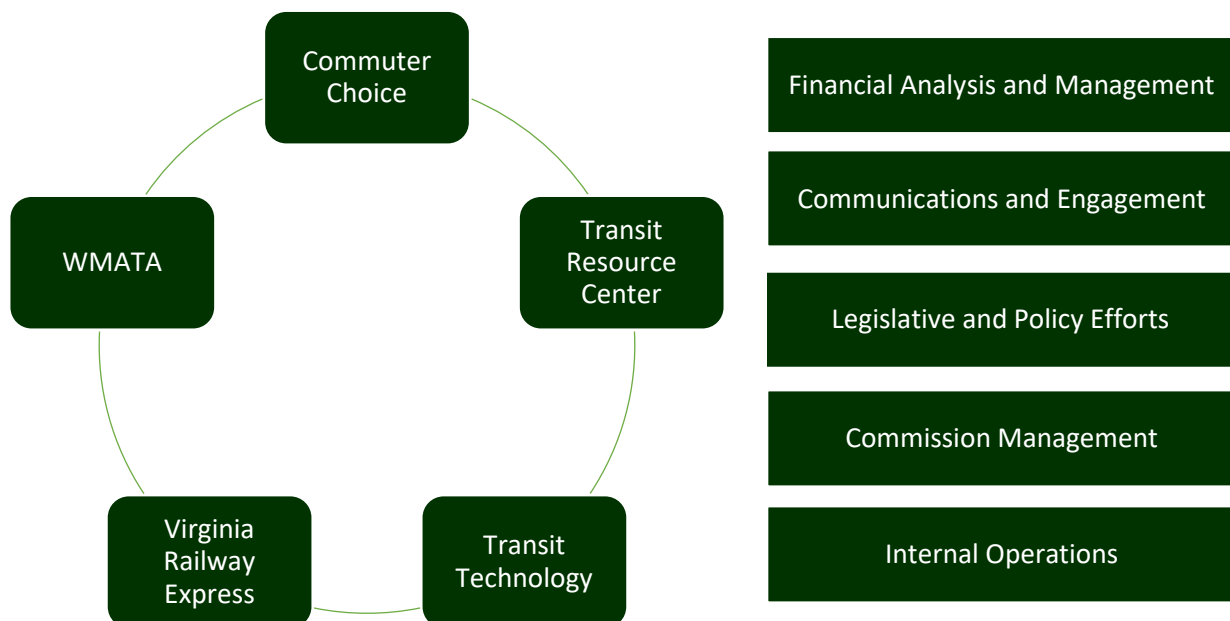 Commuter
Choice
Transit
Resource
Center
Transit
Technology
Virginia
Railway
Express
WMATA
Financial Analysis and Management
Communications and Engagement
Legislative and Policy Efforts
Commission Management
Internal Operations